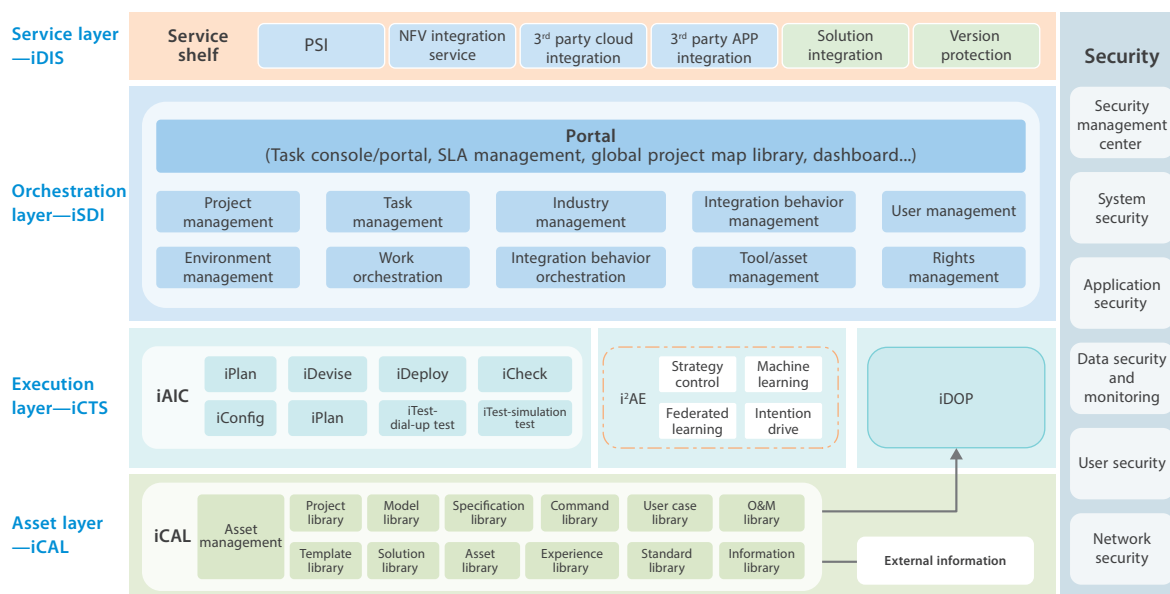 Service layer
—iDIS
Service
shelf
PSI
NFV integration
service
3rd party cloud
integration
3rd party APP
integration
Solution
integration
Version
protection
Orchestration
layer—iSDI
Portal
(Task console/portal, SLA management, global project map library, dashboard...)
Project
management
Task
management
Industry
management
Integration behavior
management
User management
Environment
management
Work
orchestration
Integration behavior
orchestration
Tool/asset
management
Rights
management
Execution
layer—iCTS
iAIC
iPlan
iDevise
iDeploy
iCheck
iConfig
iPlan
iTest-
dial-up test
iTest-simulation
test
i²AE
Strategy
control
Machine
learning
Federated
learning
Intention
drive
iDOP
Asset layer
—iCAL
iCAL
Asset
management
Project
library
Model
library
Specification
library
Command
library
User case
library
O&M
library
Template
library
Solution
library
Asset
library
Experience
library
Standard
library
Information
library
External information
Security
Security
management
center
System
security
Application
security
Data security
and
monitoring
User security
Network
security